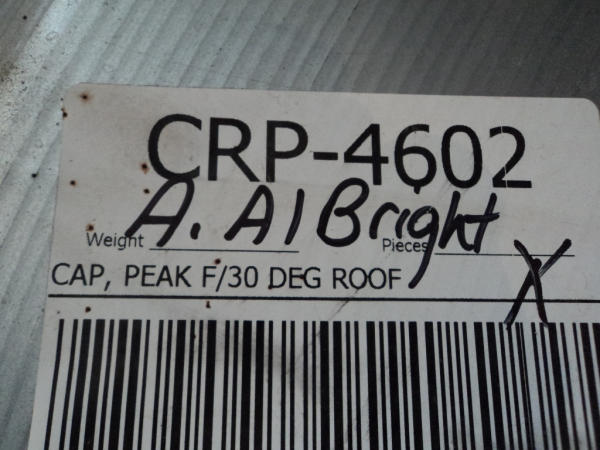 CRP-4602
A. AlBright
Weight Pieces
CAP, PEAK F/30 DEG ROOF
X